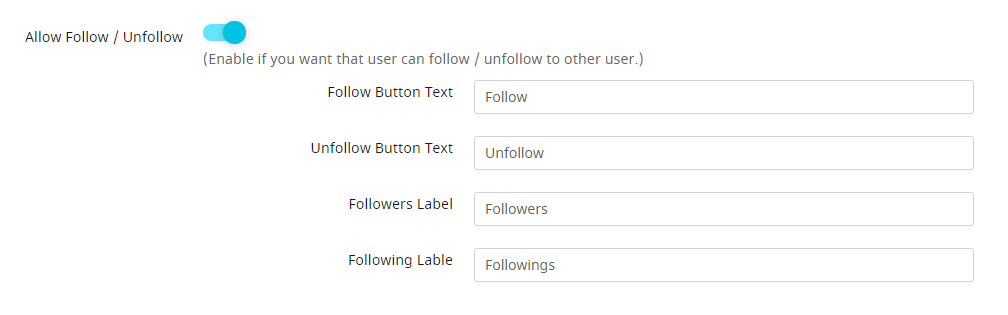 Allow Follow / Unfollow
(Enable if you want that user can follow / unfollow to other user.)
Follow Button Text Follow
Unfollow Button Text Unfollow
Followers Label Followers
Following Lable Followings